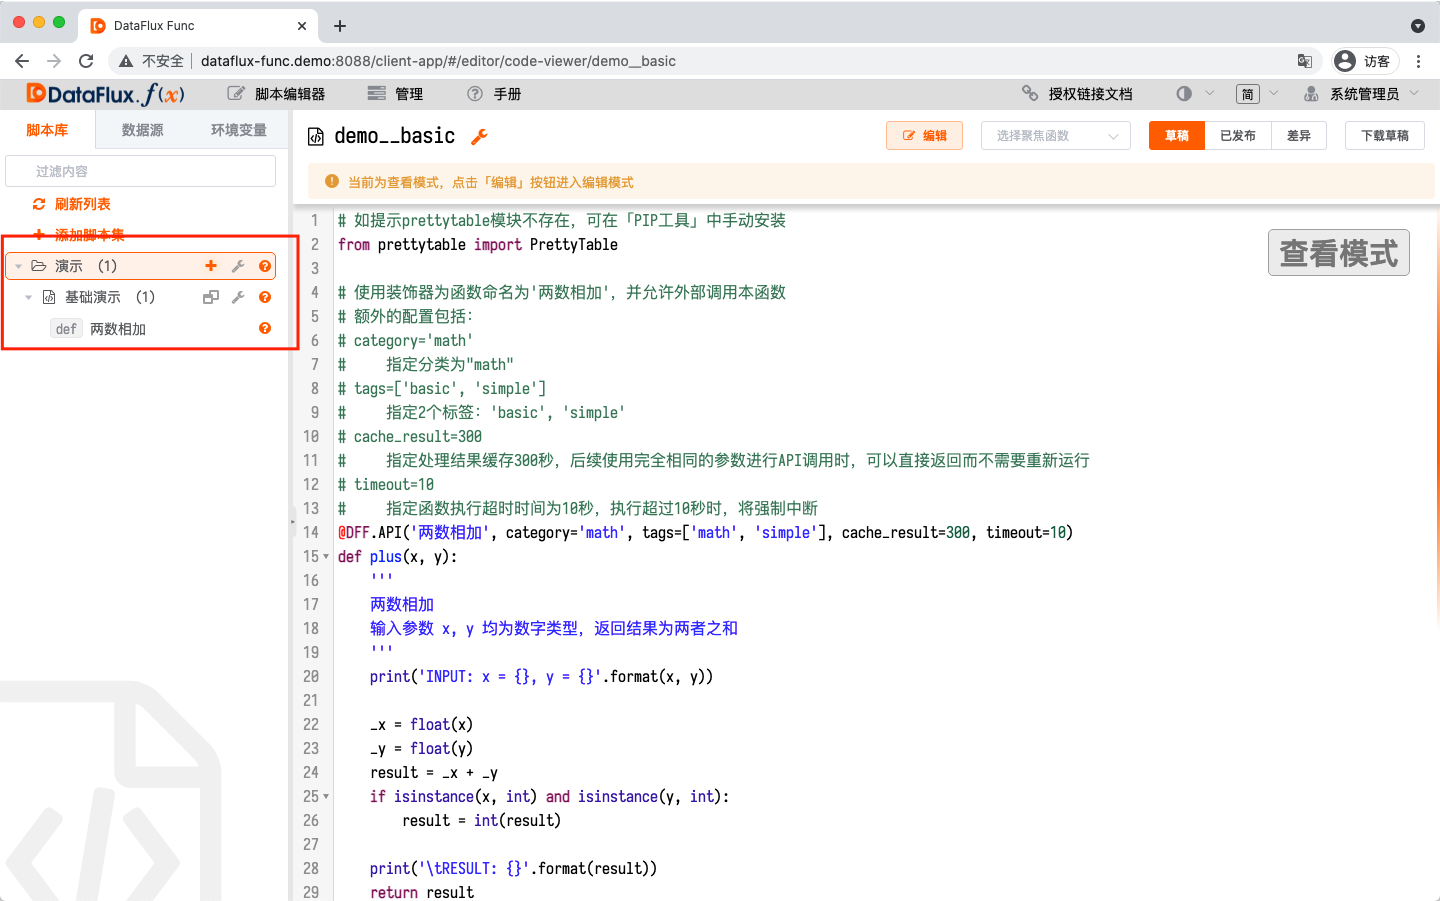 DataFlux Func
不安全 dataflux-func.demo:8088/client-app/#/editor/code-viewer/demo__basic 访客
DataFlux.f(x) 脚本编辑器 管理 手册 授权链接文档 简 系统管理员
脚本库 数据源 环境变量
过滤内容
刷新列表
添加脚本集
演示 (1)
基础演示 (1)
def 两数相加
demo__basic 编辑 选择聚焦函数 草稿 已发布 差异 下载草稿
当前为查看模式，点击「编辑」按钮进入编辑模式
查看模式
1 # 如提示prettytable模块不存在，可在「PIP工具」中手动安装
2 from prettytable import PrettyTable
3
4 # 使用装饰器为函数命名为'两数相加'，并允许外部调用本函数
5 # 额外的配置包括：
6 # category='math'
7 #     指定分类为"math"
8 # tags=['basic', 'simple']
9 #     指定2个标签：'basic', 'simple'
10 # cache_result=300
11 #     指定处理结果缓存300秒，后续使用完全相同的参数进行API调用时，可以直接返回而不需要重新运行
12 # timeout=10
13 #     指定函数执行超时时间为10秒，执行超过10秒时，将强制中断
14 @DFF.API('两数相加', category='math', tags=['math', 'simple'], cache_result=300, timeout=10)
15 def plus(x, y):
16     '''
17     两数相加
18     输入参数 x, y 均为数字类型，返回结果为两者之和
19     '''
20     print('INPUT: x = {}, y = {}'.format(x, y))
21
22     _x = float(x)
23     _y = float(y)
24     result = _x + _y
25     if isinstance(x, int) and isinstance(y, int):
26         result = int(result)
27
28     print('\tRESULT: {}'.format(result))
29     return result